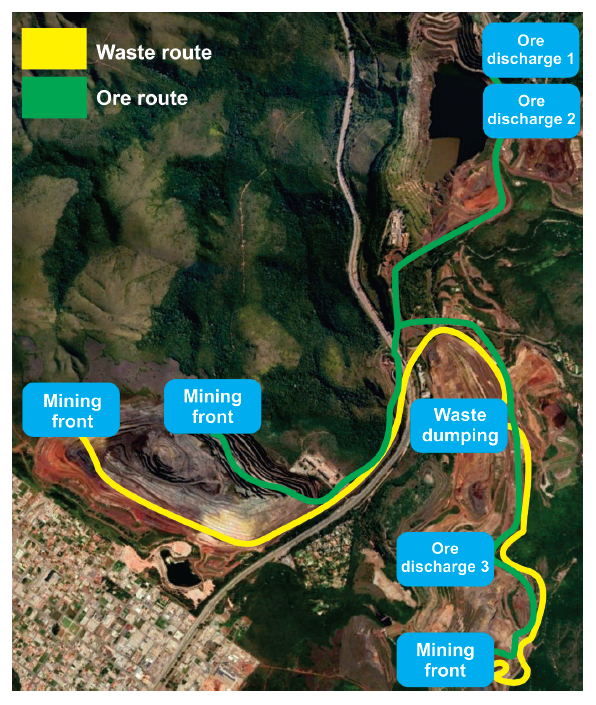 Waste route
Ore route
Ore
discharge 1
Ore
discharge 2
Mining
front
Mining
front
Waste
dumping
Ore
discharge 3
Mining
front